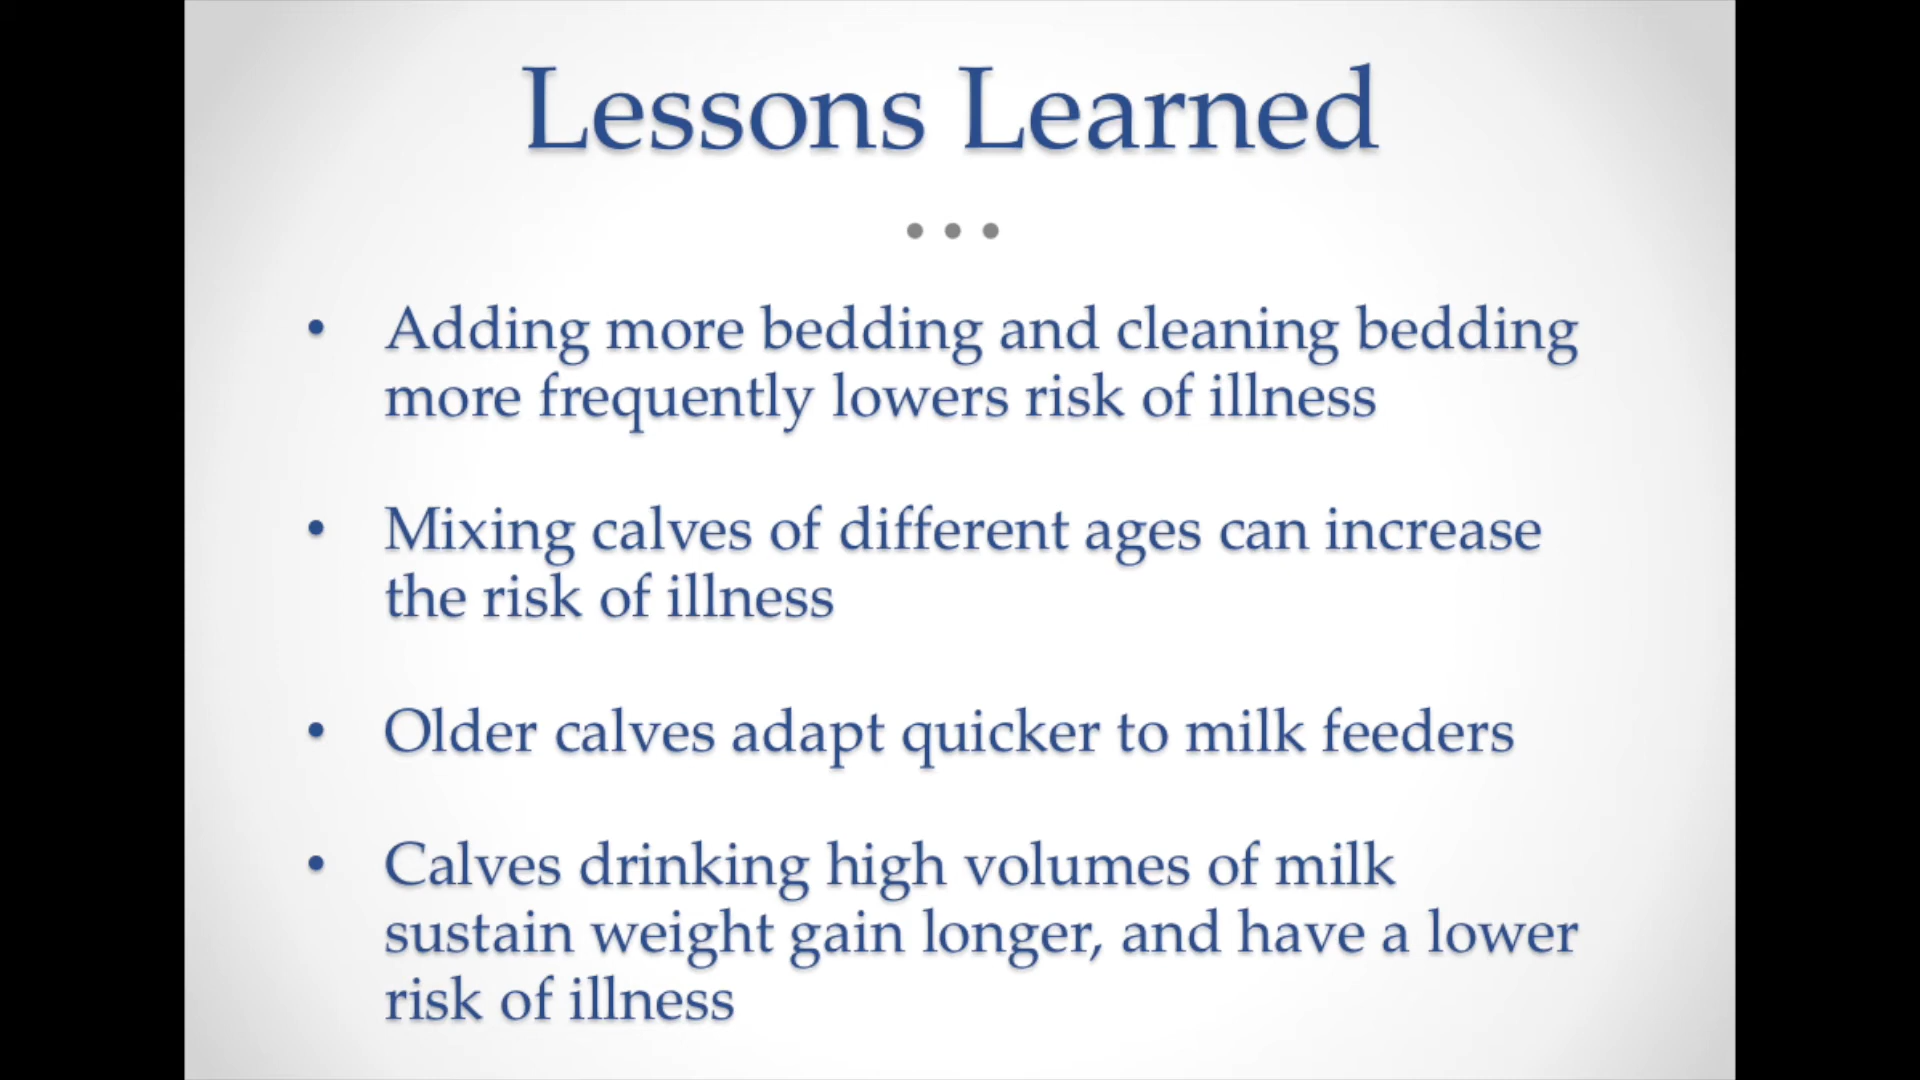 Lessons Learned
• Adding more bedding and cleaning bedding
more frequently lowers risk of illness
• Mixing calves of different ages can increase
the risk of illness
• Older calves adapt quicker to milk feeders
• Calves drinking high volumes of milk
sustain weight gain longer, and have a lower
risk of illness